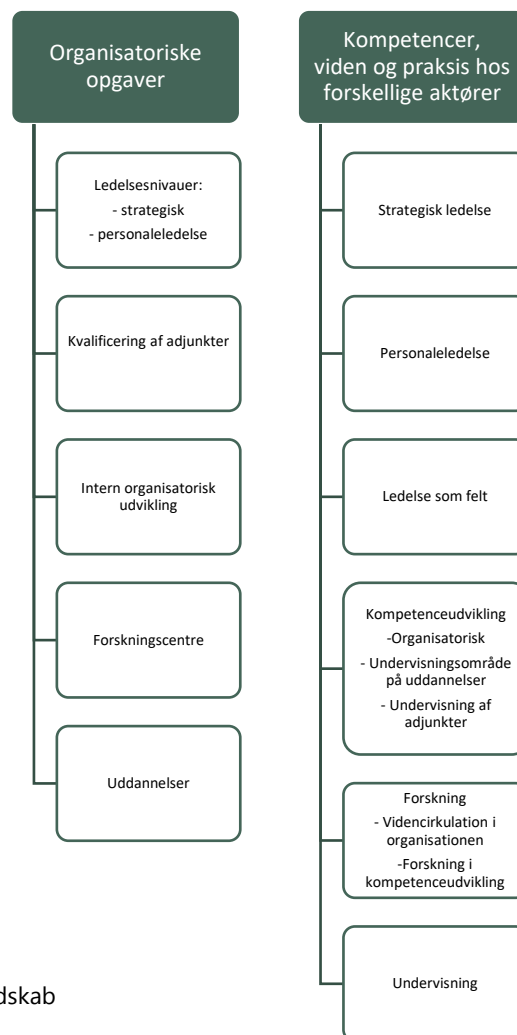 Organisatoriske
opgaver
Ledelsesnivauer:
- strategisk
- personaleledelse
Kvalificering af adjunkter
Intern organisatorisk
udvikling
Forskningscentre
Uddannelser
Kompetencer,
viden og praksis hos
forskellige aktører
Strategisk ledelse
Personaleledelse
Ledelse som felt
Kompetenceudvikling
-Organisatorisk
- Undervisningsområde
på uddannelser
- Undervisning af
adjunkter
Forskning
- Videncirkulation i
organisationen
-Forskning i
kompetenceudvikling
Undervisning